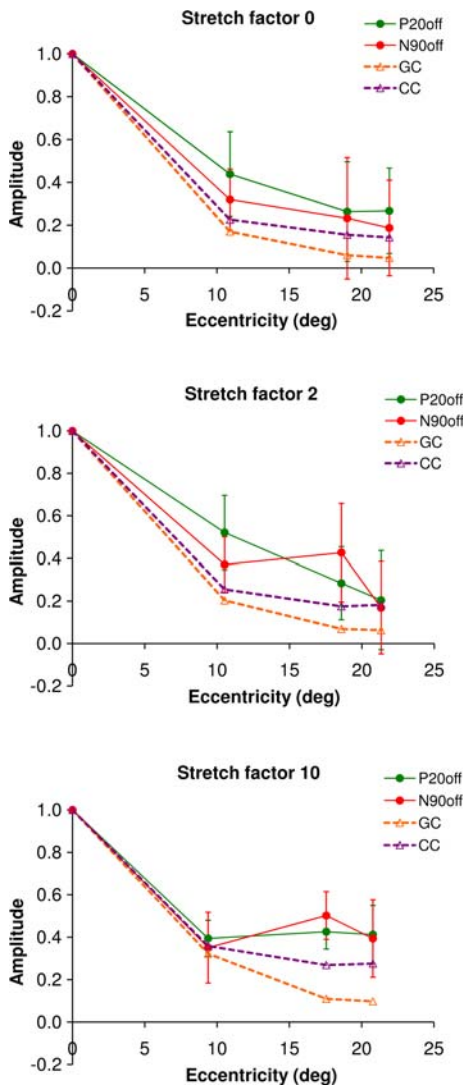 Stretch factor 0
P20off
N90off
GC
CC
Amplitude
1.0
0.8
0.6
0.4
0.2
0.0
-0.2
0 5 10 15 20 25
Eccentricity (deg)
Stretch factor 2
P20off
N90off
GC
CC
Amplitude
1.0
0.8
0.6
0.4
0.2
0.0
-0.2
0 5 10 15 20 25
Eccentricity (deg)
Stretch factor 10
P20off
N90off
GC
CC
Amplitude
1.0
0.8
0.6
0.4
0.2
0.0
-0.2
0 5 10 15 20 25
Eccentricity (deg)